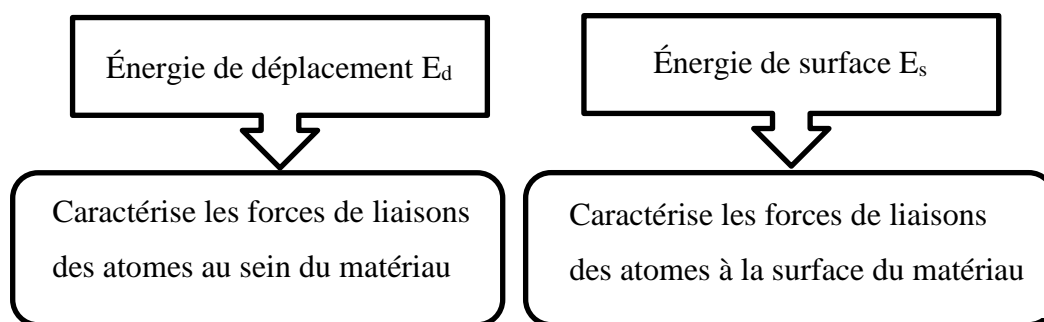 Énergie de déplacement Ed
Énergie de surface Es
Caractérise les forces de liaisons
des atomes au sein du matériau
Caractérise les forces de liaisons
des atomes à la surface du matériau